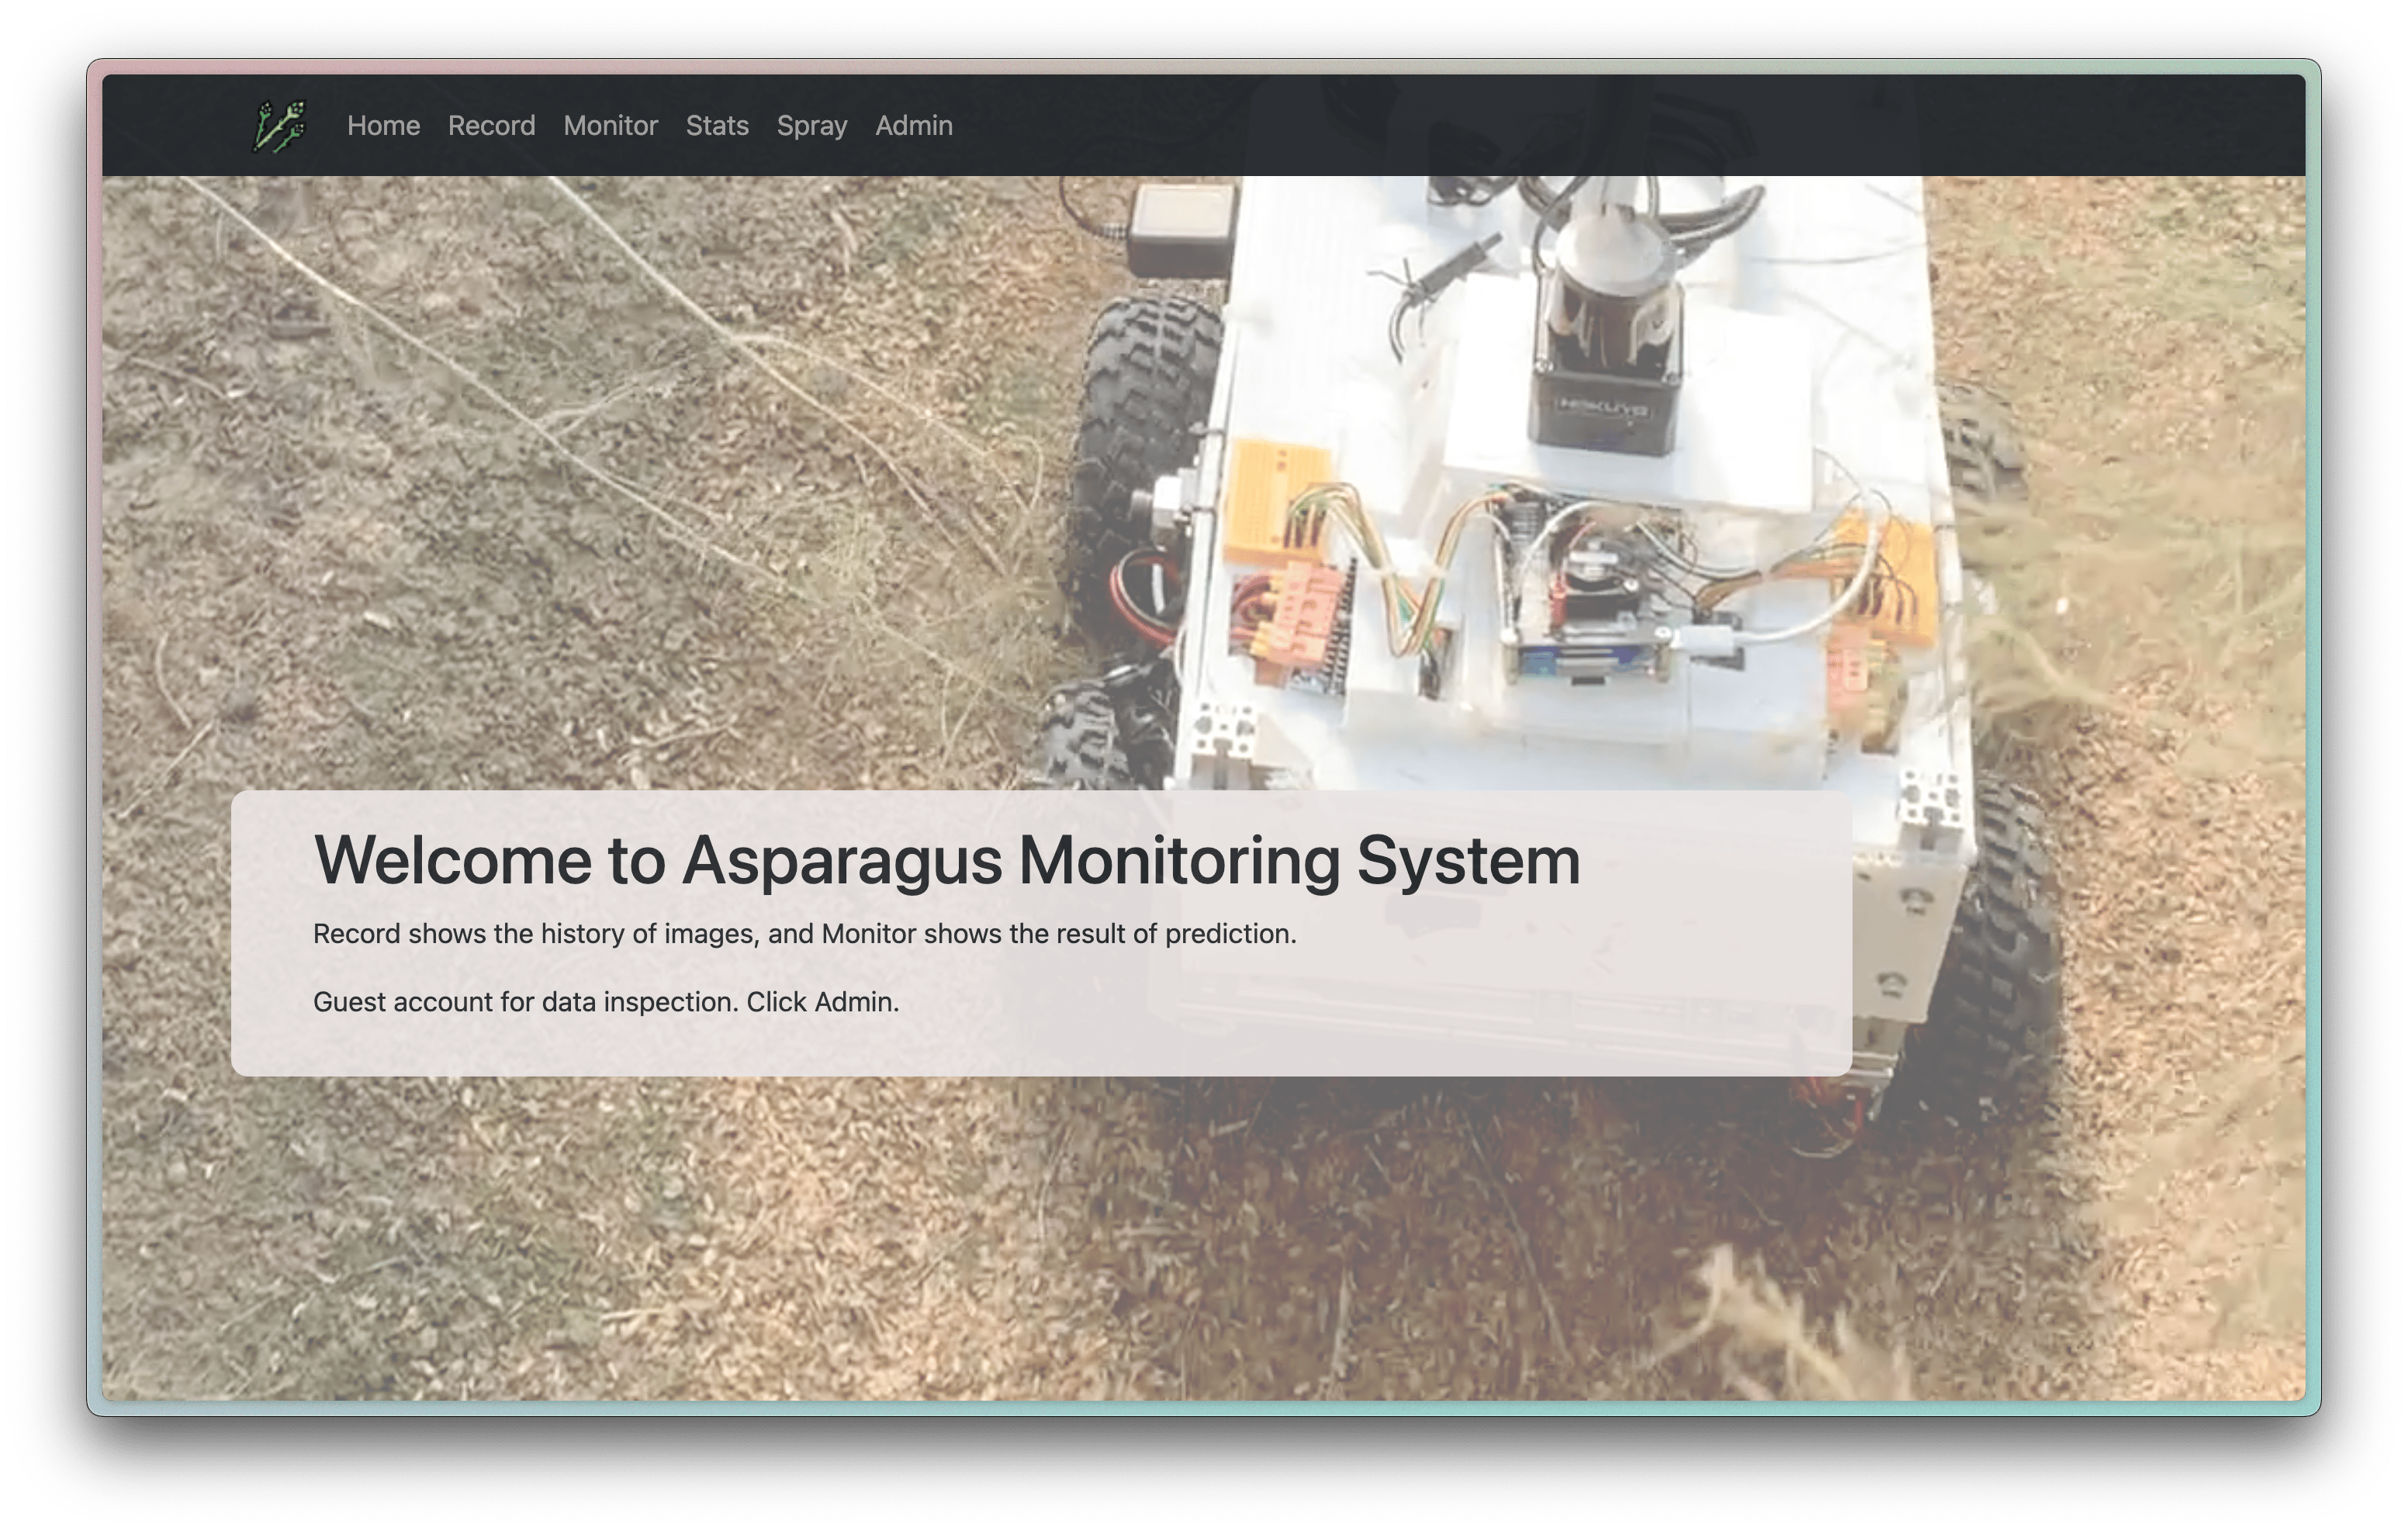 Home Record Monitor Stats Spray Admin
HOKUYO
Welcome to Asparagus Monitoring System
Record shows the history of images, and Monitor shows the result of prediction.
Guest account for data inspection. Click Admin.